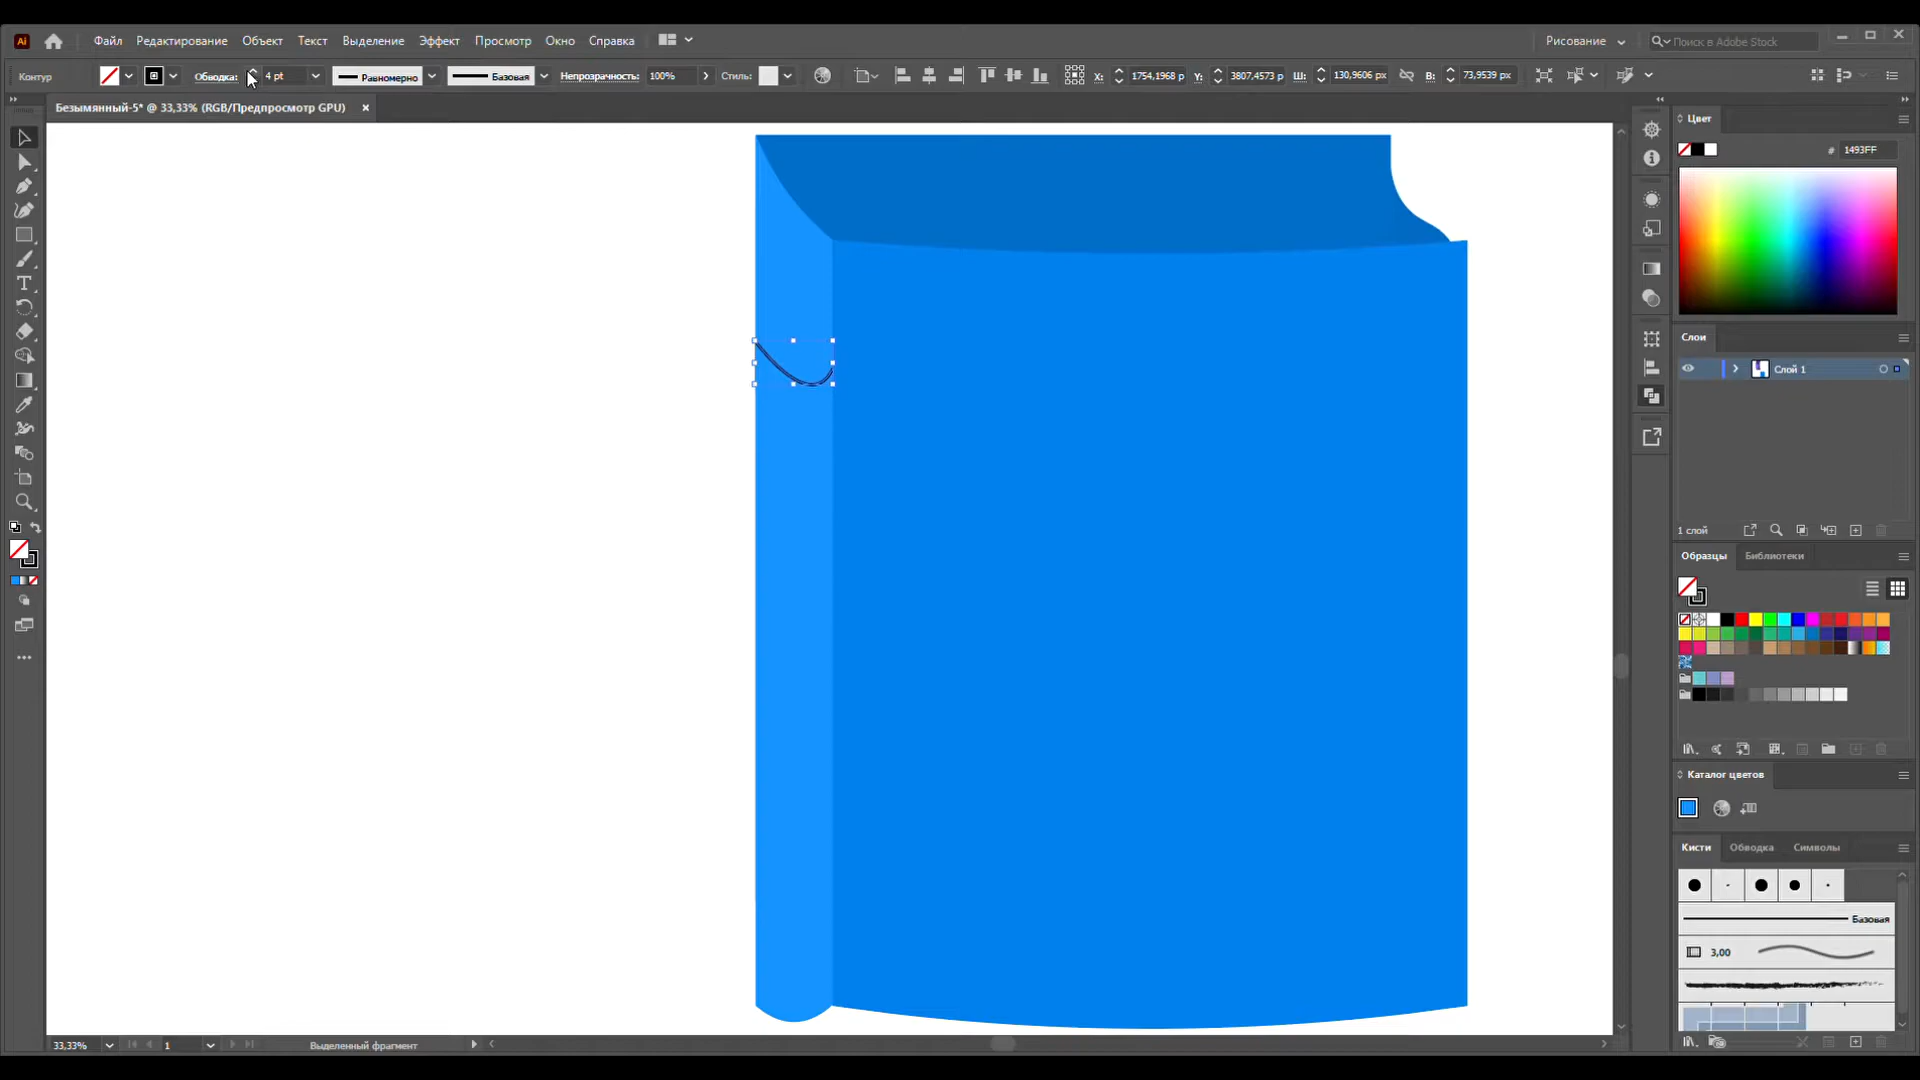 Ai Файл Редактирование Объект Текст Выделение Эффект Просмотр Окно Справка Рисование Поиск в Adobe Stock
Контур Обводка: 4 pt Равномерно Базовая Непрозрачность: 100% Стиль: X: 1754,1968 p Y: 3807,4573 p Ш: 130,9606 px В: 73,9539 px
Безымянный-5* @ 33,33% (RGB/Предпросмотр GPU) ×
Цвет
# 1493FF
Слои
Слой 1
1 слой
Образцы Библиотеки
Каталог цветов
Кисти Обводка Символы
Базовая
3,00
33,33% 1 Выделенный фрагмент